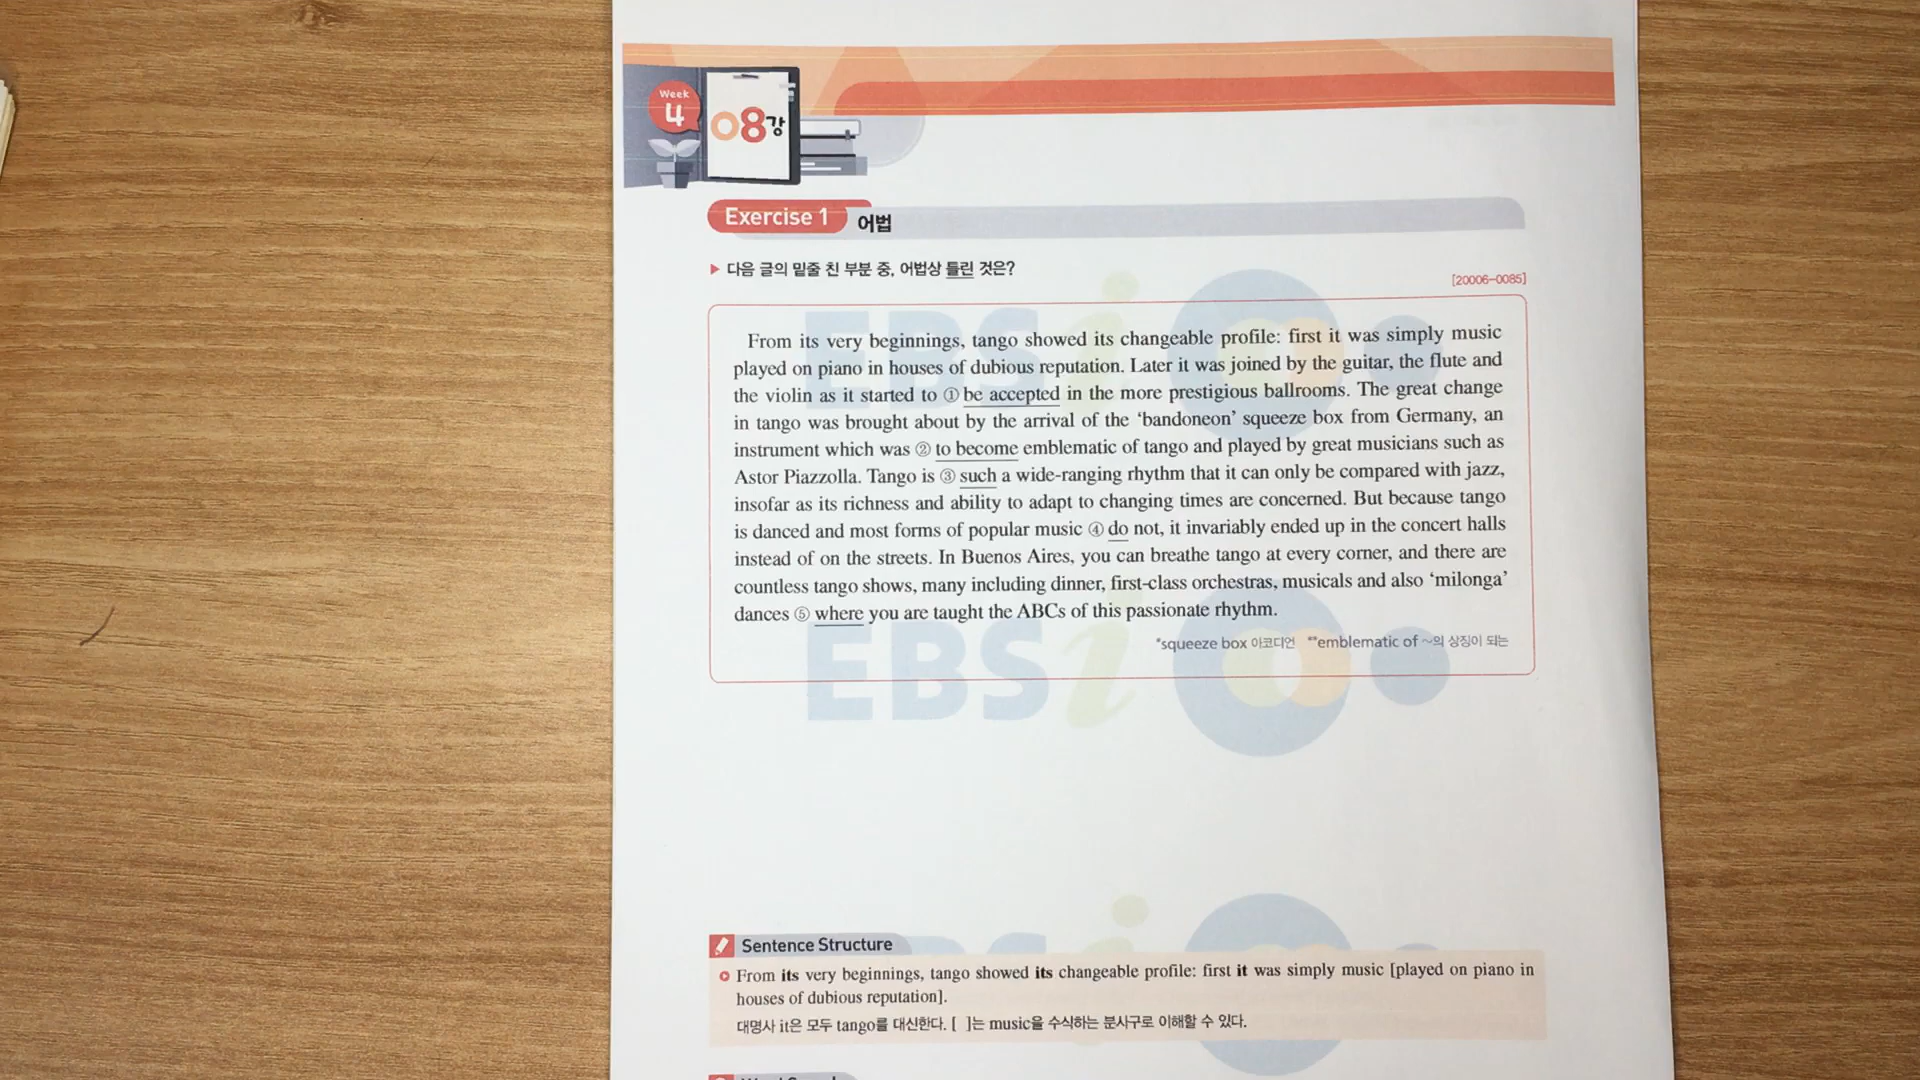 Week
4
08강
Exercise 1 어법
▶ 다음 글의 밑줄 친 부분 중, 어법상 틀린 것은?
[20006-0085]
From its very beginnings, tango showed its changeable profile: first it was simply music
played on piano in houses of dubious reputation. Later it was joined by the guitar, the flute and
the violin as it started to ① be accepted in the more prestigious ballrooms. The great change
in tango was brought about by the arrival of the ‘bandoneon’ squeeze box from Germany, an
instrument which was ② to become emblematic of tango and played by great musicians such as
Astor Piazzolla. Tango is ③ such a wide-ranging rhythm that it can only be compared with jazz,
insofar as its richness and ability to adapt to changing times are concerned. But because tango
is danced and most forms of popular music ④ do not, it invariably ended up in the concert halls
instead of on the streets. In Buenos Aires, you can breathe tango at every corner, and there are
countless tango shows, many including dinner, first-class orchestras, musicals and also ‘milonga’
dances ⑤ where you are taught the ABCs of this passionate rhythm.
*squeeze box 아코디언 **emblematic of ~의 상징이 되는
EBSi
EBSi
Sentence Structure
From its very beginnings, tango showed its changeable profile: first it was simply music [played on piano in
houses of dubious reputation].
대명사 it은 모두 tango를 대신한다. [ ]는 music을 수식하는 분사구로 이해할 수 있다.